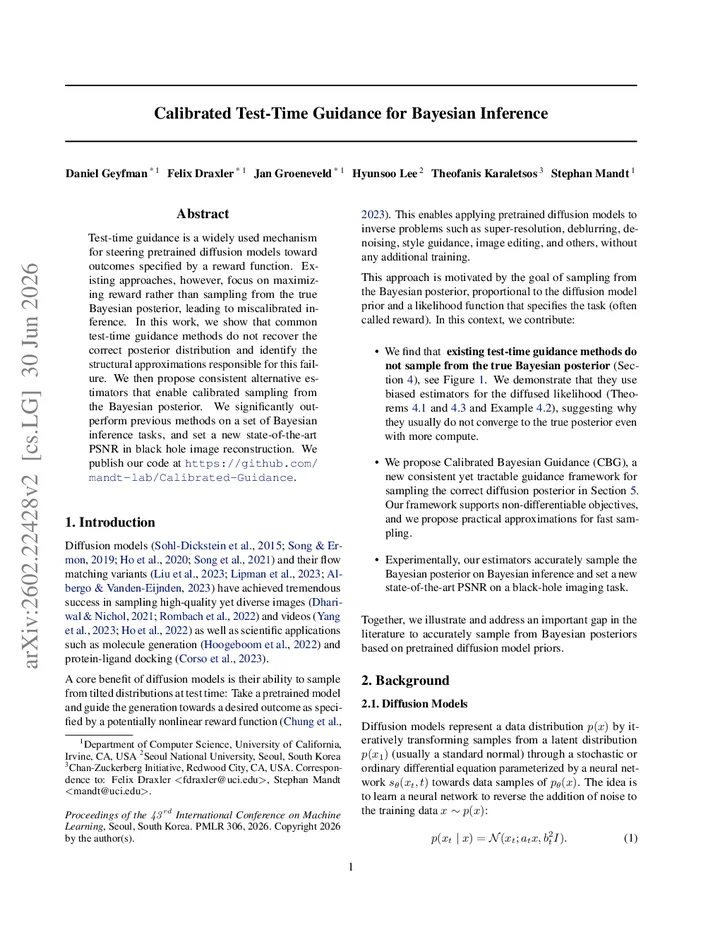 Calibrated Test-Time Guidance for Bayesian Inference
Daniel Geyfman * 1 Felix Draxler * 1 Jan Groeneveld * 1 Hyunsoo Lee 2 Theofanis Karaletsos 3 Stephan Mandt 1
Abstract
Test-time guidance is a widely used mechanism
for steering pretrained diffusion models toward
outcomes specified by a reward function. Ex-
isting approaches, however, focus on maximiz-
ing reward rather than sampling from the true
Bayesian posterior, leading to miscalibrated in-
ference. In this work, we show that common
test-time guidance methods do not recover the
correct posterior distribution and identify the
structural approximations responsible for this fail-
ure. We then propose consistent alternative es-
timators that enable calibrated sampling from
the Bayesian posterior. We significantly out-
perform previous methods on a set of Bayesian
inference tasks, and set a new state-of-the-art
PSNR in black hole image reconstruction. We
publish our code at https://github.com/
mandt-lab/Calibrated-Guidance.
1. Introduction
Diffusion models (Sohl-Dickstein et al., 2015; Song & Er-
mon, 2019; Ho et al., 2020; Song et al., 2021) and their flow
matching variants (Liu et al., 2023; Lipman et al., 2023; Al-
bergo & Vanden-Eijnden, 2023) have achieved tremendous
success in sampling high-quality yet diverse images (Dhari-
wal & Nichol, 2021; Rombach et al., 2022) and videos (Yang
et al., 2023; Ho et al., 2022) as well as scientific applications
such as molecule generation (Hoogeboom et al., 2022) and
protein-ligand docking (Corso et al., 2023).
A core benefit of diffusion models is their ability to sample
from tilted distributions at test time: Take a pretrained model
and guide the generation towards a desired outcome as speci-
fied by a potentially nonlinear reward function (Chung et al.,
1Department of Computer Science, University of California,
Irvine, CA, USA 2Seoul National University, Seoul, South Korea
3Chan-Zuckerberg Initiative, Redwood City, CA, USA. Correspon-
dence to: Felix Draxler <fdraxler@uci.edu>, Stephan Mandt
<mandt@uci.edu>.
Proceedings of the 43rd International Conference on Machine
Learning, Seoul, South Korea. PMLR 306, 2026. Copyright 2026
by the author(s).
2023). This enables applying pretrained diffusion models to
inverse problems such as super-resolution, deblurring, de-
noising, style guidance, image editing, and others, without
any additional training.
This approach is motivated by the goal of sampling from
the Bayesian posterior, proportional to the diffusion model
prior and a likelihood function that specifies the task (often
called reward). In this context, we contribute:
• We find that existing test-time guidance methods do
not sample from the true Bayesian posterior (Sec-
tion 4), see Figure 1. We demonstrate that they use
biased estimators for the diffused likelihood (Theo-
rems 4.1 and 4.3 and Example 4.2), suggesting why
they usually do not converge to the true posterior even
with more compute.
• We propose Calibrated Bayesian Guidance (CBG), a
new consistent yet tractable guidance framework for
sampling the correct diffusion posterior in Section 5.
Our framework supports non-differentiable objectives,
and we propose practical approximations for fast sam-
pling.
• Experimentally, our estimators accurately sample the
Bayesian posterior on Bayesian inference and set a new
state-of-the-art PSNR on a black-hole imaging task.
Together, we illustrate and address an important gap in the
literature to accurately sample from Bayesian posteriors
based on pretrained diffusion model priors.
2. Background
2.1. Diffusion Models
Diffusion models represent a data distribution p(x) by it-
eratively transforming samples from a latent distribution
p(x1) (usually a standard normal) through a stochastic or
ordinary differential equation parameterized by a neural net-
work sθ(xt, t) towards data samples of pθ(x). The idea is
to learn a neural network to reverse the addition of noise to
the training data x ∼ p(x):
p(xt | x) = N(xt; atx, bt²I). (1)
1
arXiv:2602.22428v2 [cs.LG] 30 Jun 2026